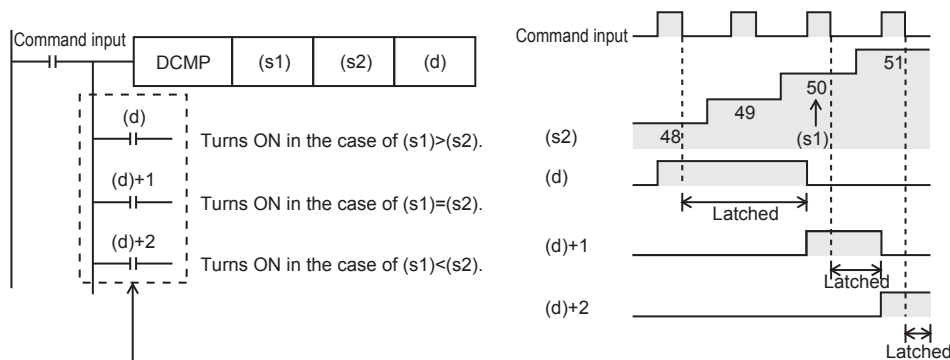 Command input
DCMP (s1) (s2) (d)
(d)
Turns ON in the case of (s1)>(s2).
(d)+1
Turns ON in the case of (s1)=(s2).
(d)+2
Turns ON in the case of (s1)<(s2).
Command input
51
50
49
(s2)
48
(s1)
(d)
Latched
(d)+1
Latched
(d)+2
Latched